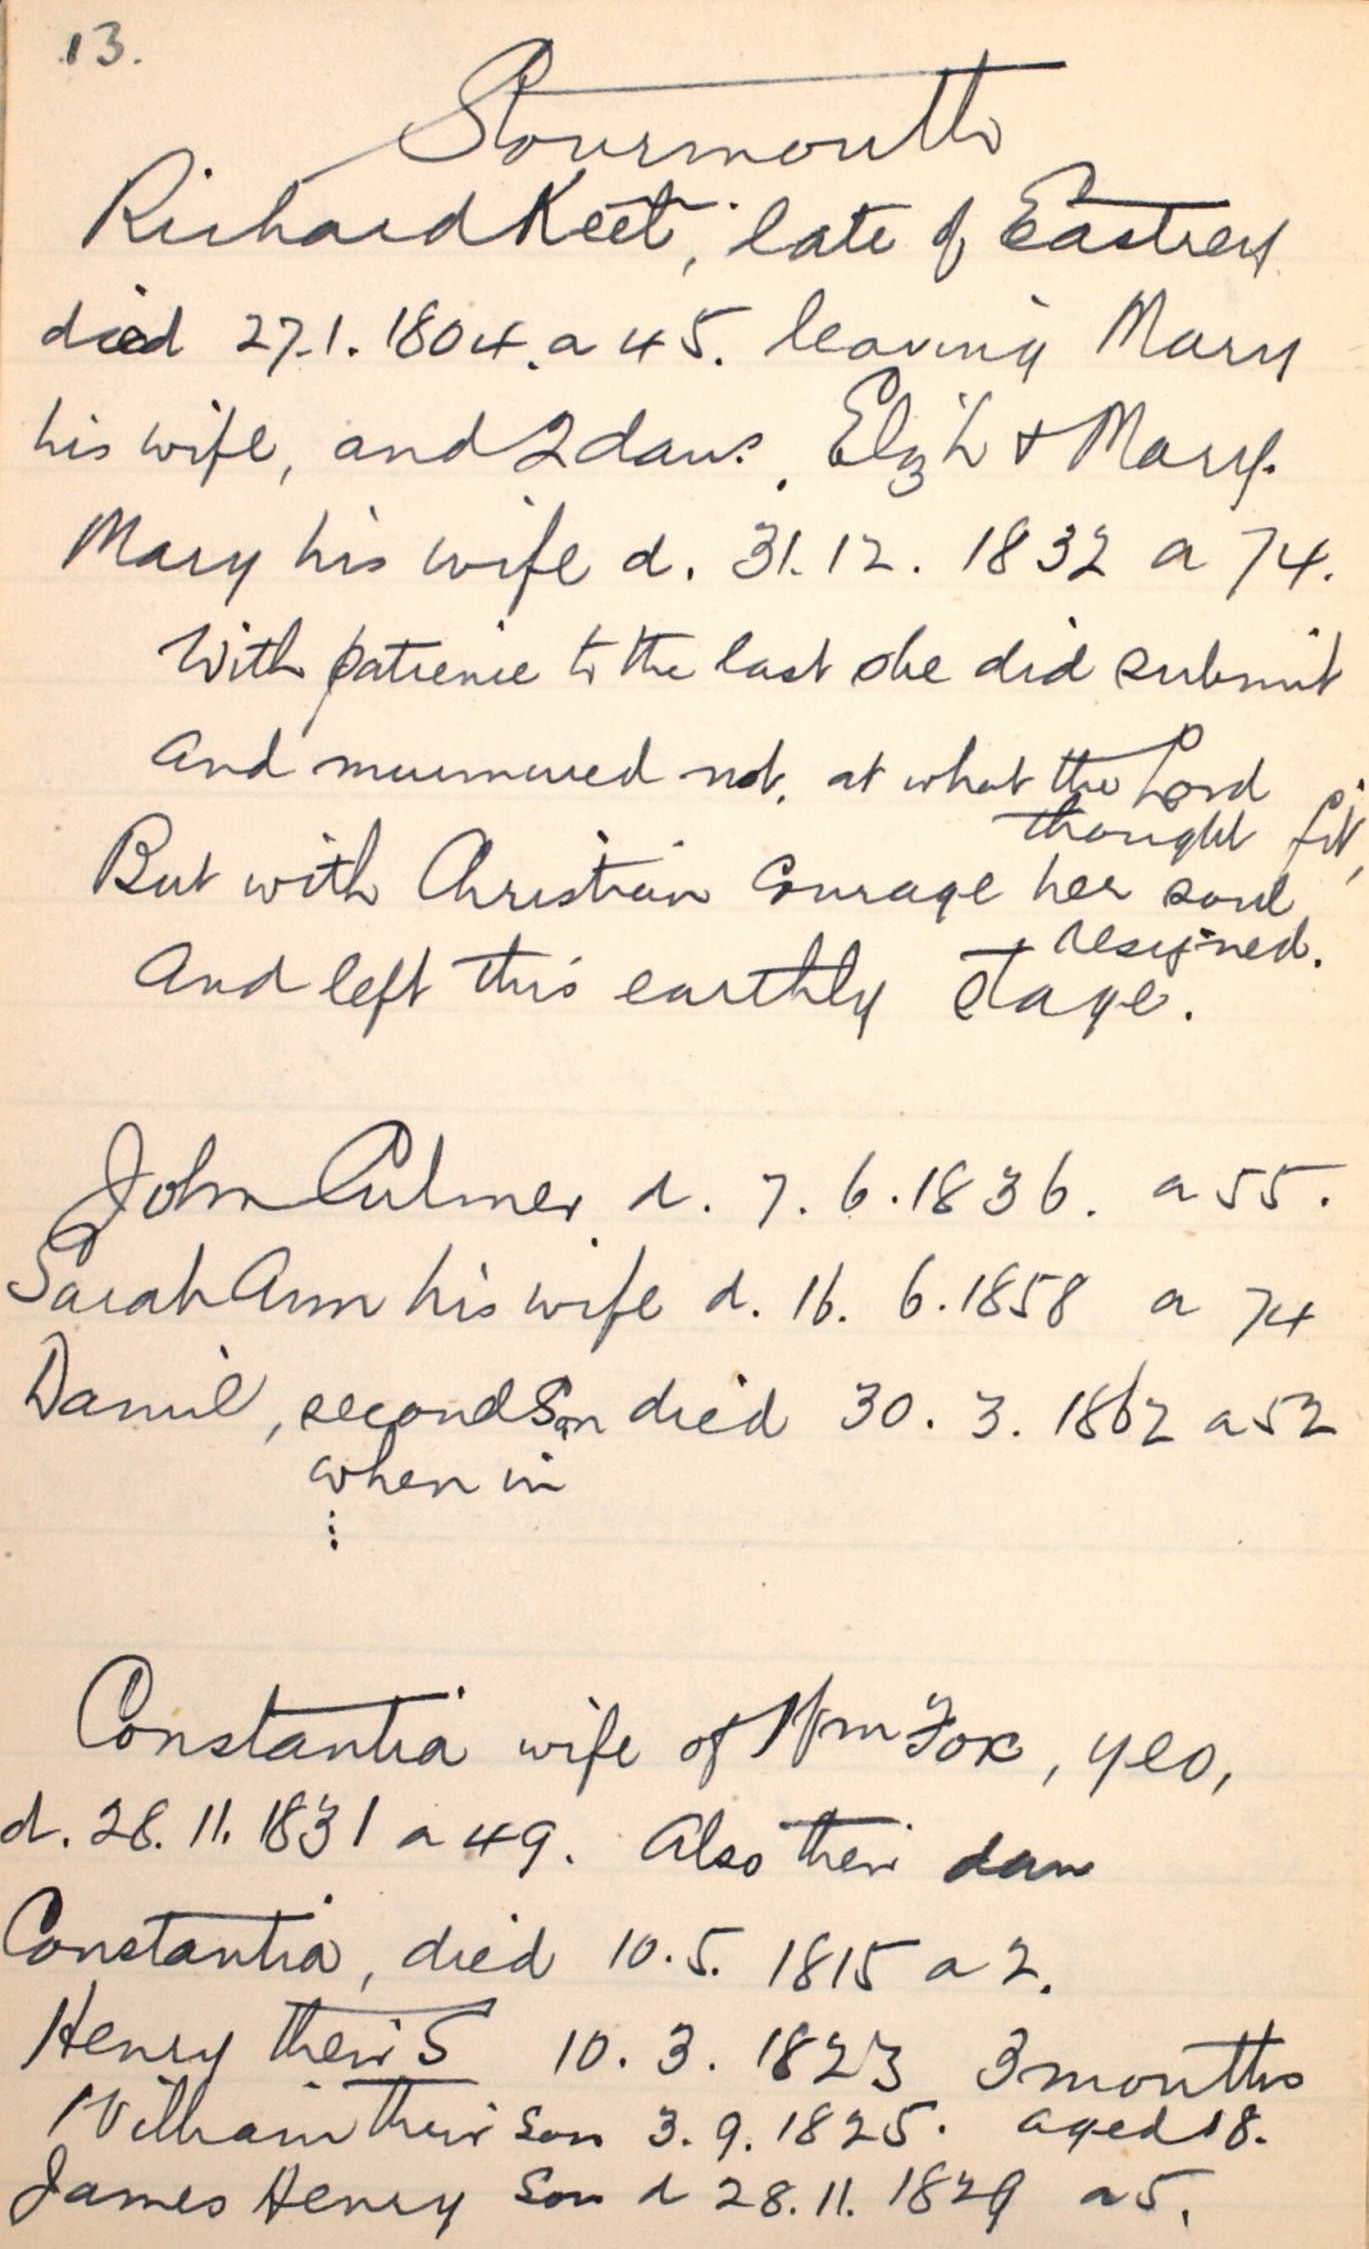 13.
Stourmouth
Richard Keet, late of Eastrey
died 27.1.1804. a 45. leaving Mary
his wife, and 2 daus. Elizh + Mary.
Mary his wife d. 31.12.1832 a 74.
With patience to the last she did submit
And murmured not, at what the Lord
thought fit,
But with Christian Courage her soul
resigned.
And left this earthly stage.
John Culmer d. 7.6.1836. a 55.
Sarah Ann his wife d. 16.6.1858 a 74
Daniel, second Son died 30.3.1862 a 52
when in
⋮
Constantia wife of Wm Fox, yeo,
d. 28.11.1831 a 49. Also their dau
Constantia, died 10.5.1815 a 2.
Henry their S 10.3.1823 3 months
William their son 3.9.1825. aged 18.
James Henry Son d 28.11.1829 a 5.